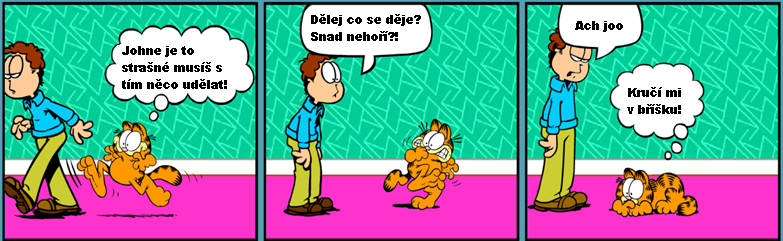 Johne je to
strašné musíš s
tím něco udělat!
Dělej co se děje?
Snad nehoří?!
Ach joo
Kručí mi
v bříšku!